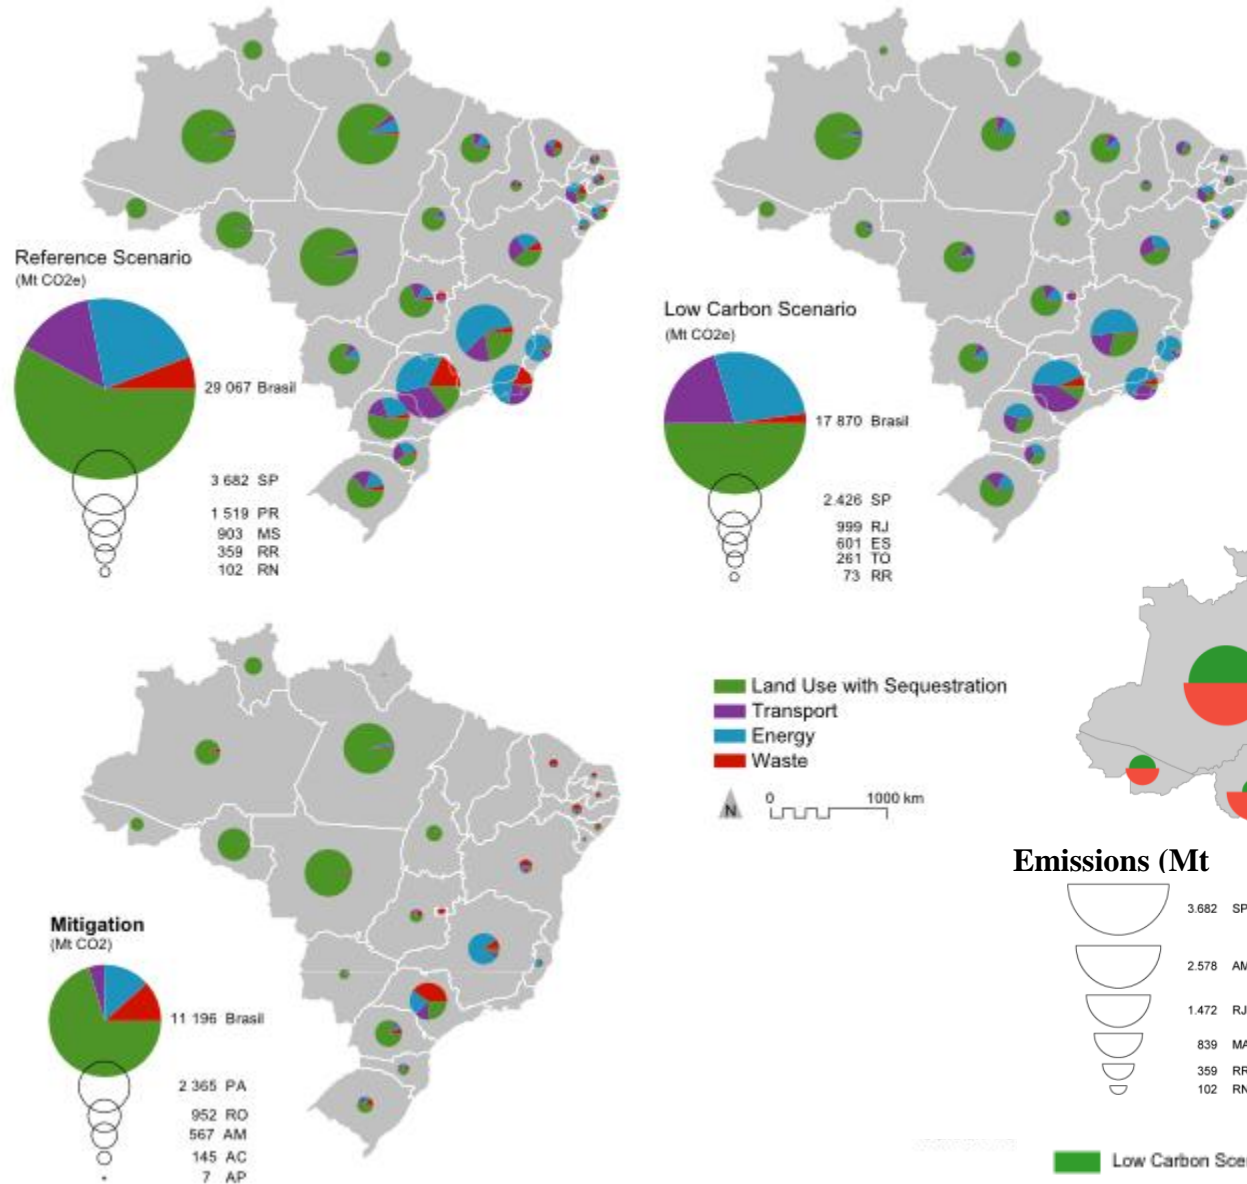 Reference Scenario
(Mt CO2e)
29 067 Brasil
3 682 SP
1 519 PR
903 MS
359 RR
102 RN
Low Carbon Scenario
(Mt CO2e)
17 870 Brasil
2.426 SP
999 RJ
601 ES
261 TO
73 RR
Mitigation
(Mt CO2)
11 196 Brasil
2 365 PA
952 RO
567 AM
145 AC
7 AP
Land Use with Sequestration
Transport
Energy
Waste
N
0 1000 km
Emissions (Mt
3.682 SP
2.578 AM
1.472 RJ
839 MA
359 RR
102 RN
Low Carbon Scen